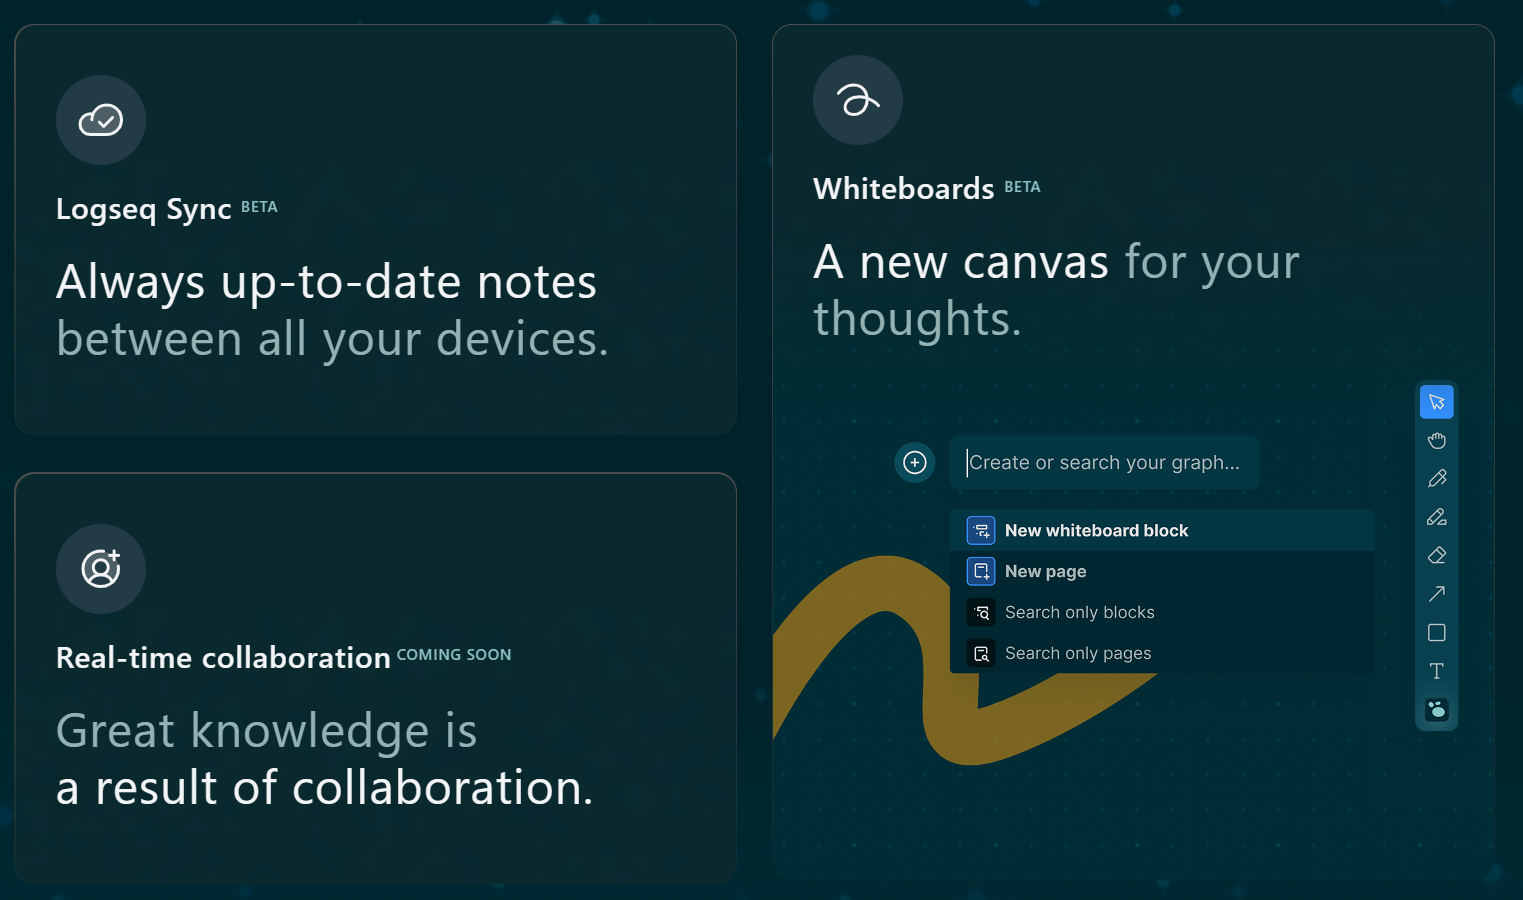 Logseq Sync BETA
Always up-to-date notes
between all your devices.
Real-time collaboration COMING SOON
Great knowledge is
a result of collaboration.
Whiteboards BETA
A new canvas for your
thoughts.
Create or search your graph...
New whiteboard block
New page
Search only blocks
Search only pages
T